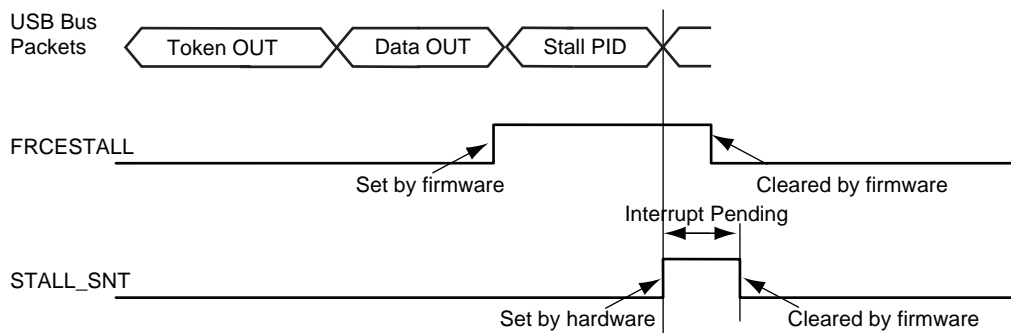 USB Bus
Packets
Token OUT
Data OUT
Stall PID
FRCESTALL
Set by firmware
Cleared by firmware
Interrupt Pending
STALL_SNT
Set by hardware
Cleared by firmware